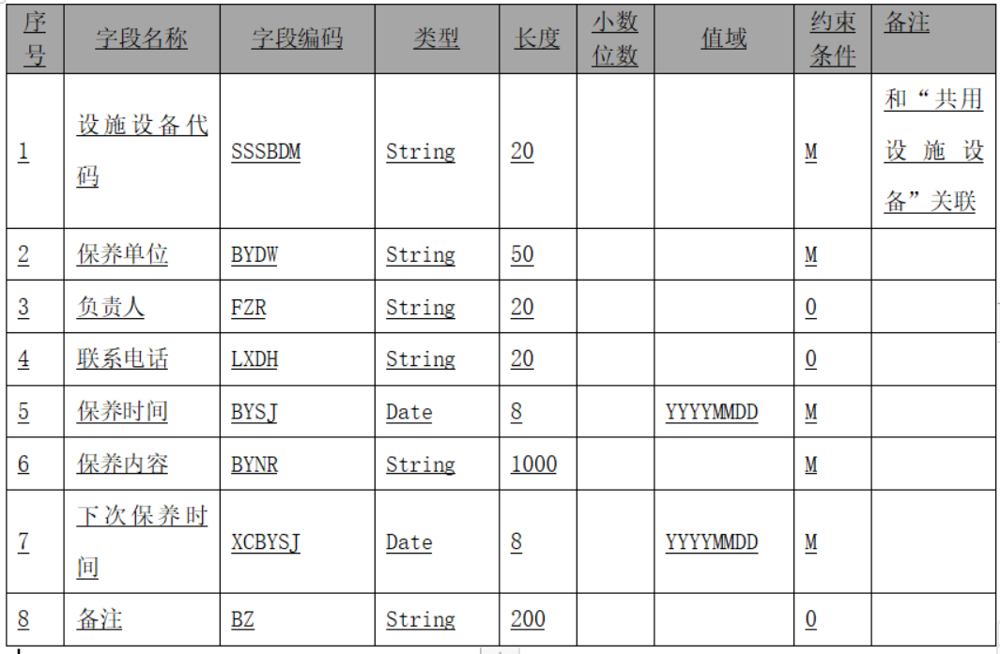 序号 字段名称 字段编码 类型 长度 小数位数 值域 约束条件 备注
1 设施设备代码 SSSBDM String 20 M 和“共用设施设备”关联
2 保养单位 BYDW String 50 M
3 负责人 FZR String 20 O
4 联系电话 LXDH String 20 O
5 保养时间 BYSJ Date 8 YYYYMMDD M
6 保养内容 BYNR String 1000 M
7 下次保养时间 XCBYSJ Date 8 YYYYMMDD M
8 备注 BZ String 200 O